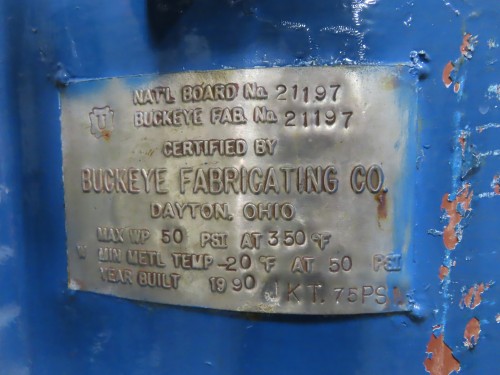 NAT'L BOARD No. 21197
T BUCKEYE FAB. No. 21197
CERTIFIED BY
BUCKEYE FABRICATING CO.
DAYTON, OHIO
MAX WP 50 PSI AT 350 °F
W MIN METL TEMP -20 °F AT 50 PSI
YEAR BUILT 1990 JKT. 75PSI